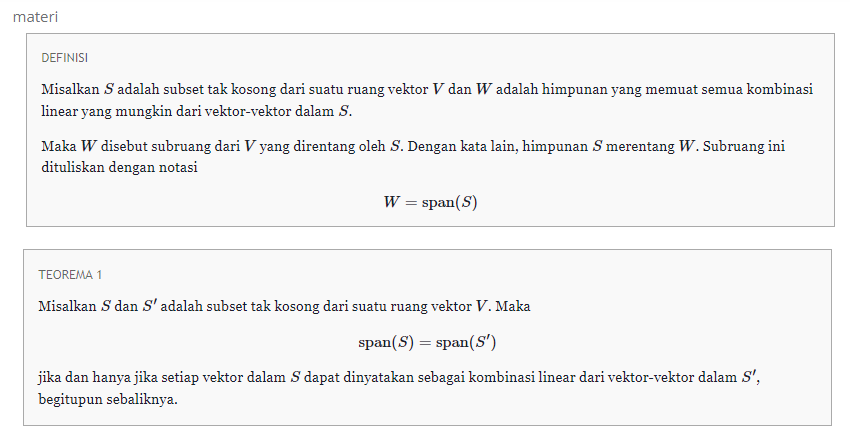 materi
DEFINISI
Misalkan S adalah subset tak kosong dari suatu ruang vektor V dan W adalah himpunan yang memuat semua kombinasi
linear yang mungkin dari vektor-vektor dalam S.
Maka W disebut subruang dari V yang direntang oleh S. Dengan kata lain, himpunan S merentang W. Subruang ini
dituliskan dengan notasi
W = span(S)
TEOREMA 1
Misalkan S dan S′ adalah subset tak kosong dari suatu ruang vektor V. Maka
span(S) = span(S′)
jika dan hanya jika setiap vektor dalam S dapat dinyatakan sebagai kombinasi linear dari vektor-vektor dalam S′,
begitupun sebaliknya.